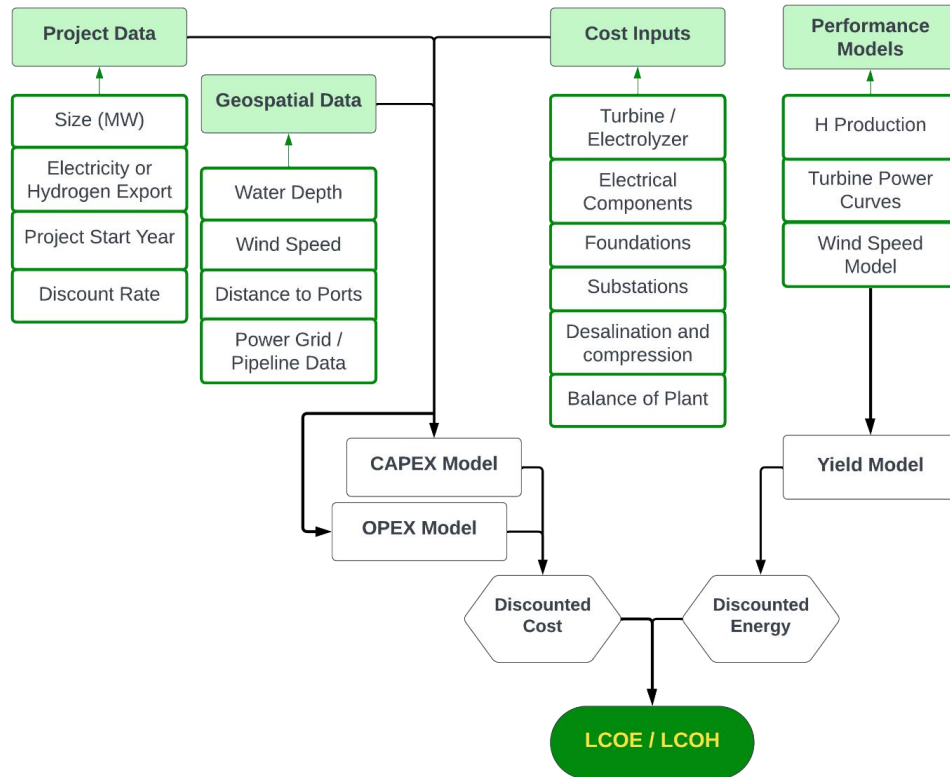 Project Data
Size (MW)
Electricity or
Hydrogen Export
Project Start Year
Discount Rate
Geospatial Data
Water Depth
Wind Speed
Distance to Ports
Power Grid /
Pipeline Data
Cost Inputs
Turbine /
Electrolyzer
Electrical
Components
Foundations
Substations
Desalination and
compression
Balance of Plant
Performance
Models
H Production
Turbine Power
Curves
Wind Speed
Model
CAPEX Model
OPEX Model
Yield Model
Discounted
Cost
Discounted
Energy
LCOE / LCOH